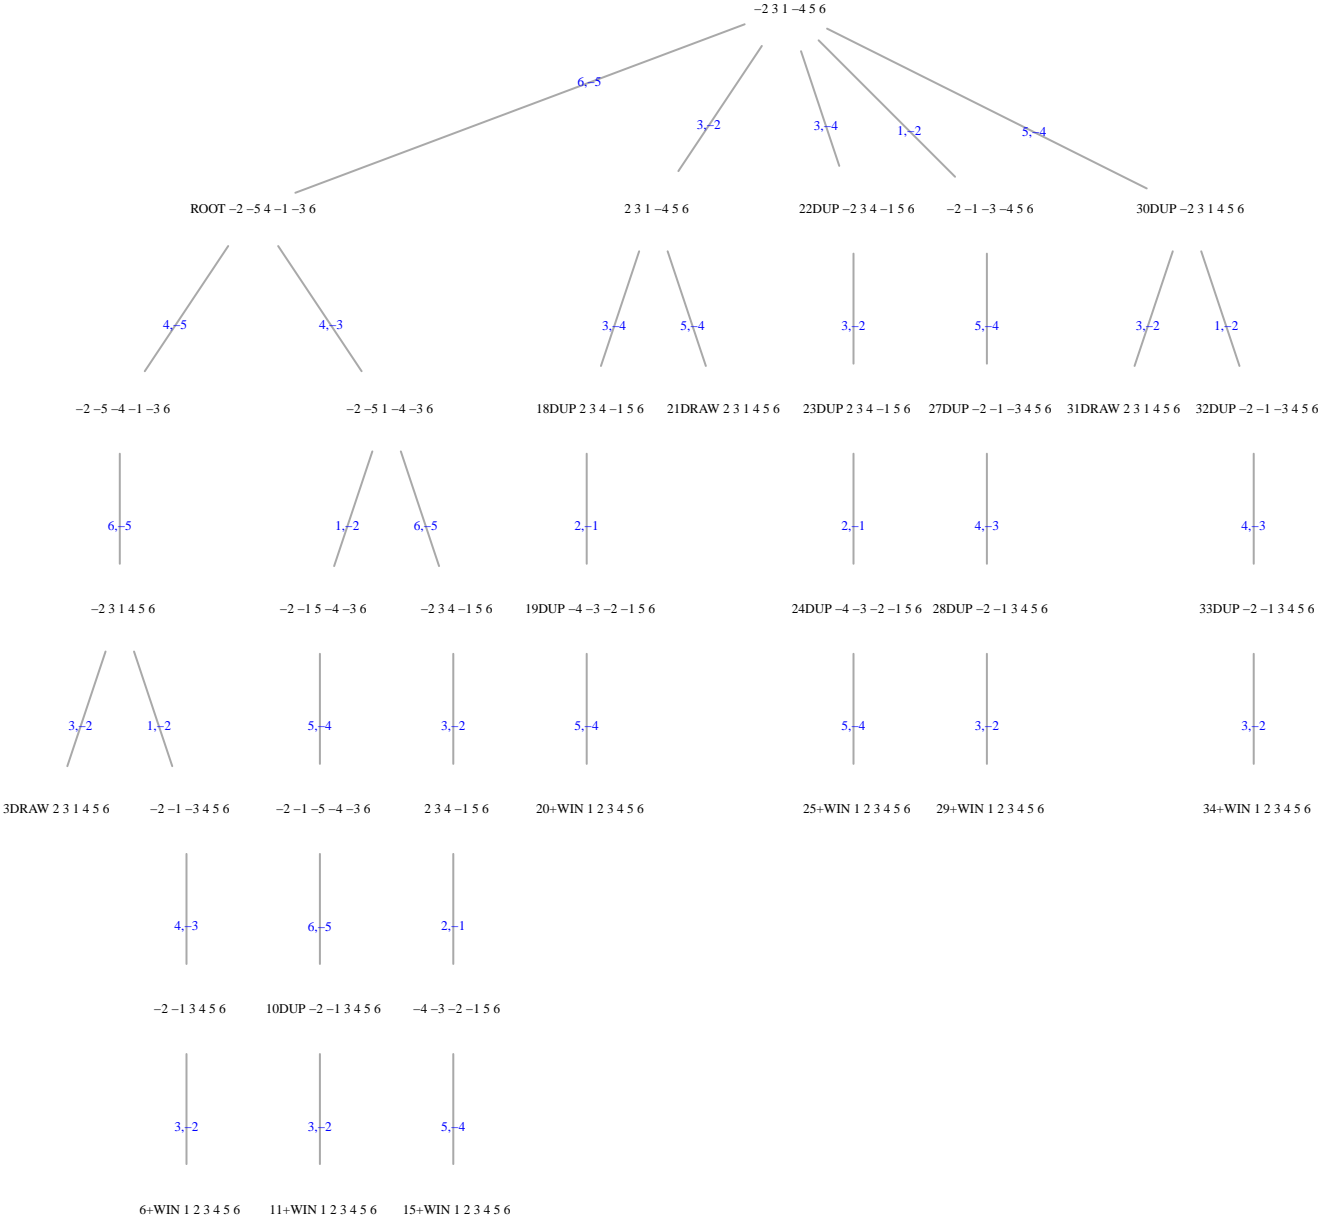 −2 3 1 −4 5 6
6,−5
3,−2
3,−4
1,−2
5,−4
ROOT −2 −5 4 −1 −3 6
2 3 1 −4 5 6
22DUP −2 3 4 −1 5 6
−2 −1 −3 −4 5 6
30DUP −2 3 1 4 5 6
4,−5
4,−3
3,−4
5,−4
3,−2
5,−4
3,−2
1,−2
−2 −5 −4 −1 −3 6
−2 −5 1 −4 −3 6
18DUP 2 3 4 −1 5 6
21DRAW 2 3 1 4 5 6
23DUP 2 3 4 −1 5 6
27DUP −2 −1 −3 4 5 6
31DRAW 2 3 1 4 5 6
32DUP −2 −1 −3 4 5 6
6,−5
1,−2
6,−5
2,−1
2,−1
4,−3
4,−3
−2 3 1 4 5 6
−2 −1 5 −4 −3 6
−2 3 4 −1 5 6
19DUP −4 −3 −2 −1 5 6
24DUP −4 −3 −2 −1 5 6
28DUP −2 −1 3 4 5 6
33DUP −2 −1 3 4 5 6
3,−2
1,−2
5,−4
3,−2
5,−4
5,−4
3,−2
3,−2
3DRAW 2 3 1 4 5 6
−2 −1 −3 4 5 6
−2 −1 −5 −4 −3 6
2 3 4 −1 5 6
20+WIN 1 2 3 4 5 6
25+WIN 1 2 3 4 5 6
29+WIN 1 2 3 4 5 6
34+WIN 1 2 3 4 5 6
4,−3
6,−5
2,−1
−2 −1 3 4 5 6
10DUP −2 −1 3 4 5 6
−4 −3 −2 −1 5 6
3,−2
3,−2
5,−4
6+WIN 1 2 3 4 5 6
11+WIN 1 2 3 4 5 6
15+WIN 1 2 3 4 5 6